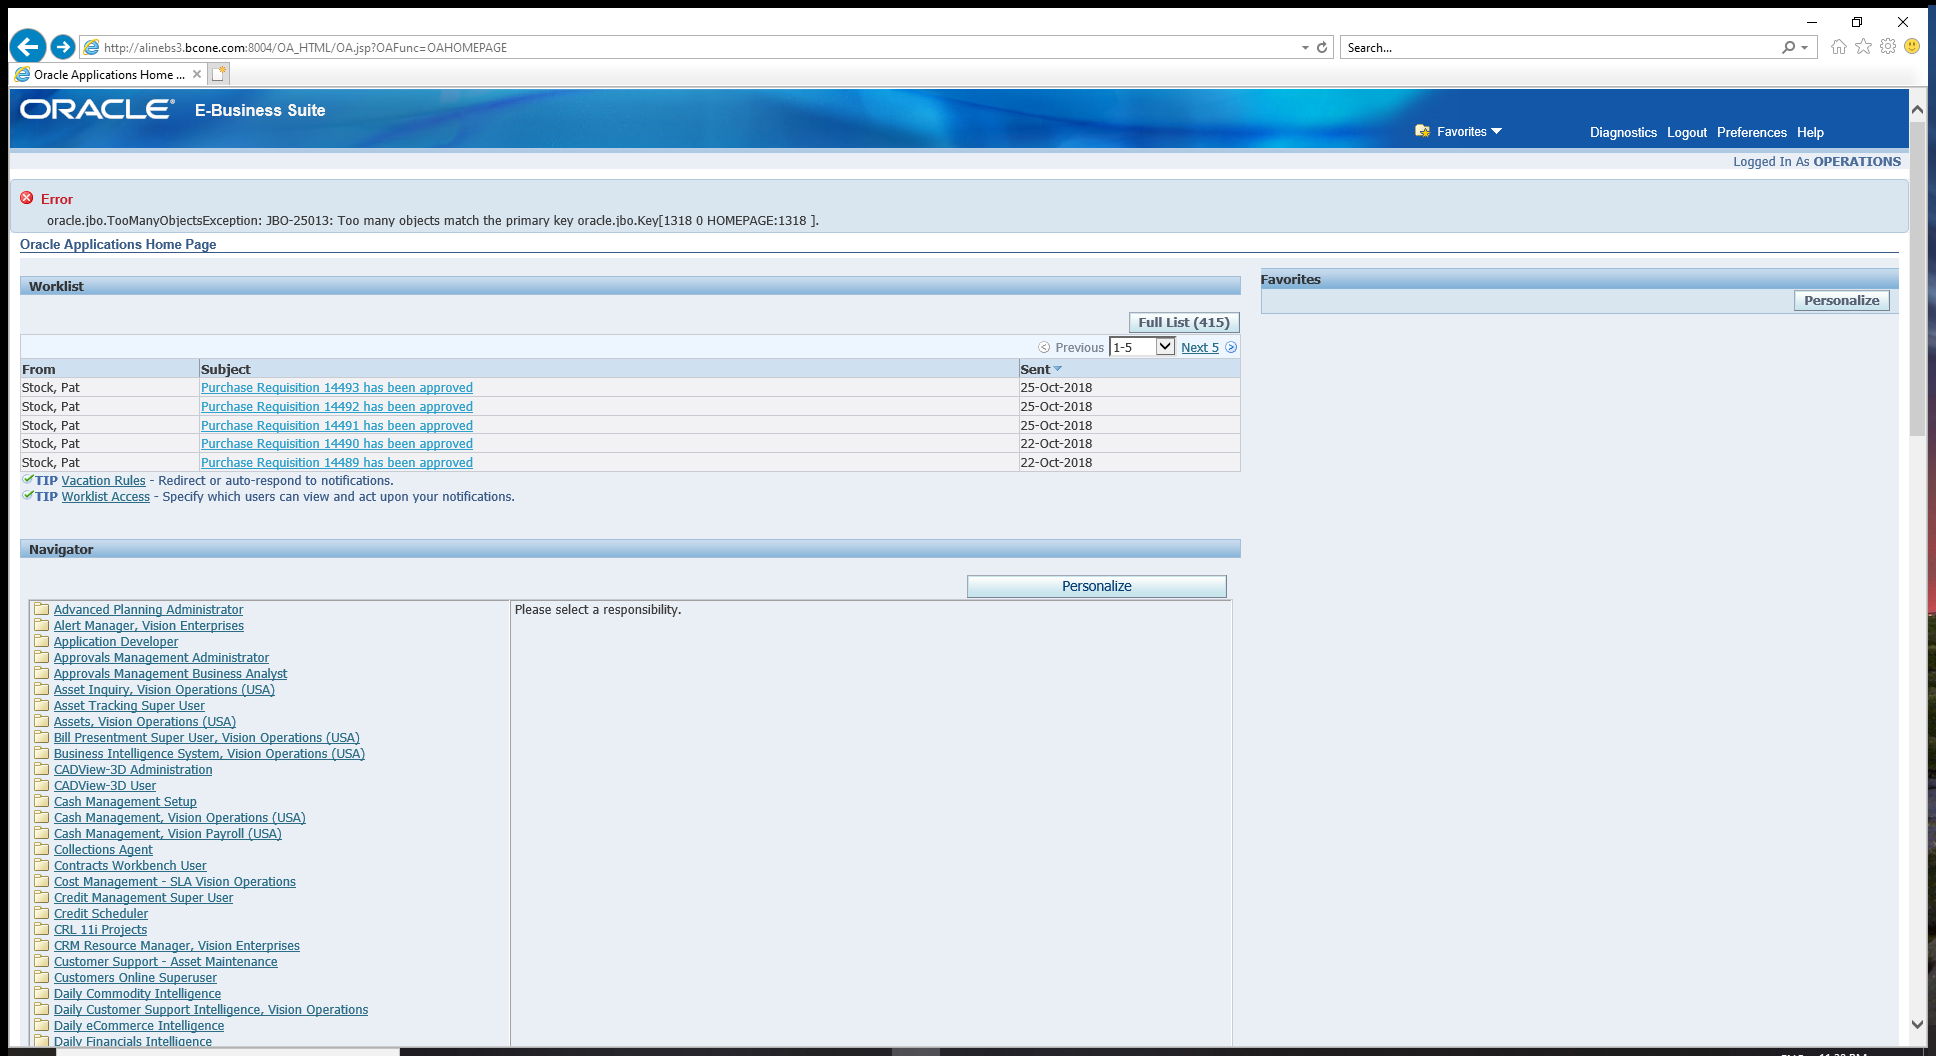 http://alinebs3.bcone.com:8004/OA_HTML/OA.jsp?OAFunc=OAHOMEPAGE
Search...
Oracle Applications Home ...
ORACLE® E-Business Suite
Favorites
Diagnostics Logout Preferences Help
Logged In As OPERATIONS
Error
oracle.jbo.TooManyObjectsException: JBO-25013: Too many objects match the primary key oracle.jbo.Key[1318 0 HOMEPAGE:1318 ].
Oracle Applications Home Page
Worklist
Full List (415)
Previous 1-5 Next 5
From Subject Sent
Stock, Pat Purchase Requisition 14493 has been approved 25-Oct-2018
Stock, Pat Purchase Requisition 14492 has been approved 25-Oct-2018
Stock, Pat Purchase Requisition 14491 has been approved 25-Oct-2018
Stock, Pat Purchase Requisition 14490 has been approved 22-Oct-2018
Stock, Pat Purchase Requisition 14489 has been approved 22-Oct-2018
TIP Vacation Rules - Redirect or auto-respond to notifications.
TIP Worklist Access - Specify which users can view and act upon your notifications.
Favorites
Personalize
Navigator
Personalize
Advanced Planning Administrator
Alert Manager, Vision Enterprises
Application Developer
Approvals Management Administrator
Approvals Management Business Analyst
Asset Inquiry, Vision Operations (USA)
Asset Tracking Super User
Assets, Vision Operations (USA)
Bill Presentment Super User, Vision Operations (USA)
Business Intelligence System, Vision Operations (USA)
CADView-3D Administration
CADView-3D User
Cash Management Setup
Cash Management, Vision Operations (USA)
Cash Management, Vision Payroll (USA)
Collections Agent
Contracts Workbench User
Cost Management - SLA Vision Operations
Credit Management Super User
Credit Scheduler
CRL 11i Projects
CRM Resource Manager, Vision Enterprises
Customer Support - Asset Maintenance
Customers Online Superuser
Daily Commodity Intelligence
Daily Customer Support Intelligence, Vision Operations
Daily eCommerce Intelligence
Daily Financials Intelligence
Please select a responsibility.